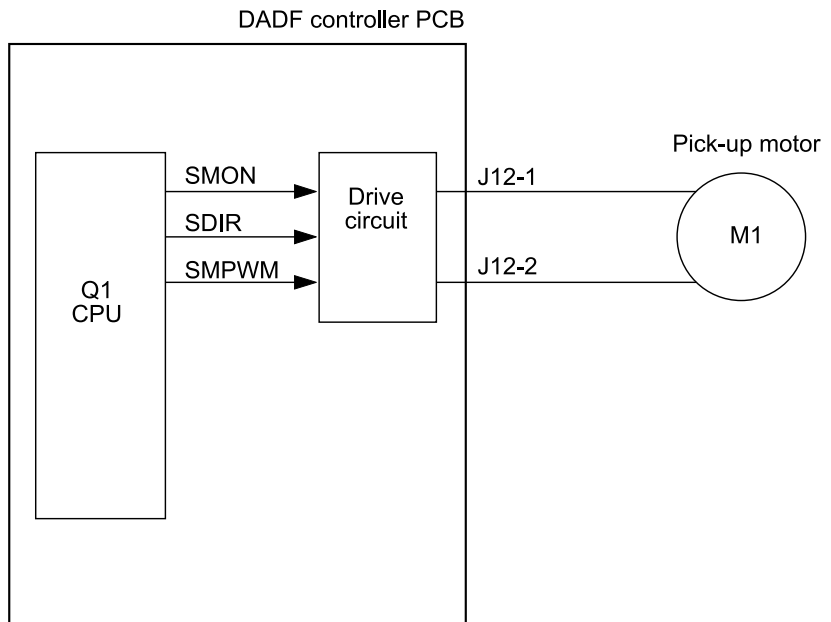 DADF controller PCB
Pick-up motor
SMON
Drive
circuit
J12-1
SDIR
M1
SMPWM
J12-2
Q1
CPU